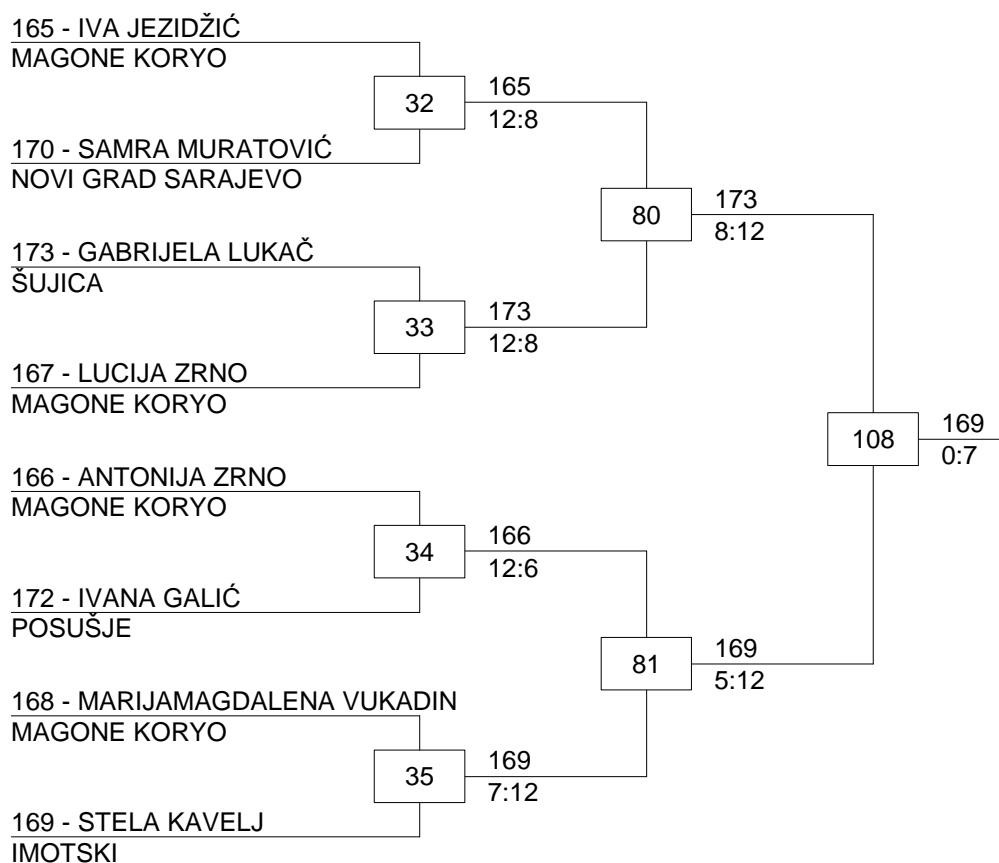 165 - IVA JEZIDŽIĆ
MAGONE KORYO
32
165
12:8
170 - SAMRA MURATOVIĆ
NOVI GRAD SARAJEVO
80
173
8:12
173 - GABRIJELA LUKAČ
ŠUJICA
33
173
12:8
167 - LUCIJA ZRNO
MAGONE KORYO
108
169
0:7
166 - ANTONIJA ZRNO
MAGONE KORYO
34
166
12:6
172 - IVANA GALIĆ
POSUŠJE
81
169
5:12
168 - MARIJAMAGDALENA VUKADIN
MAGONE KORYO
35
169
7:12
169 - STELA KAVELJ
IMOTSKI